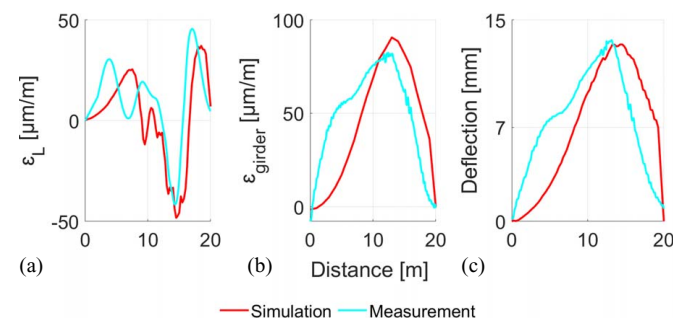 50
0
-50
ε_L [μm/m]
0
10
20
(a)
100
50
0
ε_girder [μm/m]
0
10
20
(b)
Distance [m]
15
7
0
Deflection [mm]
0
10
20
(c)
Simulation
Measurement